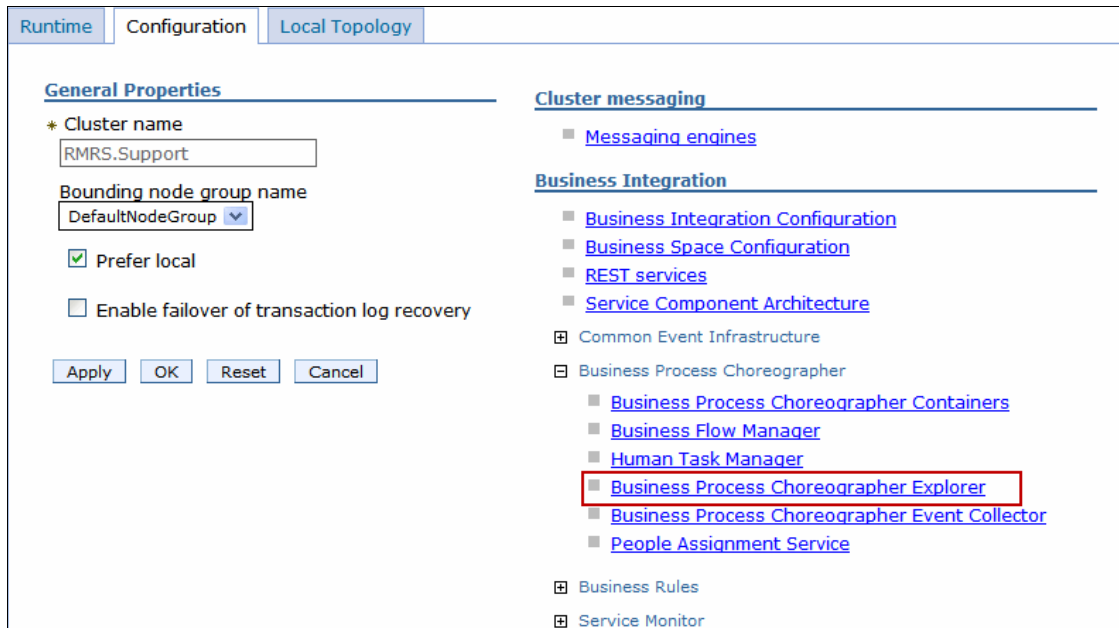 Runtime
Configuration
Local Topology
General Properties
* Cluster name
RMRS.Support
Bounding node group name
DefaultNodeGroup
Prefer local
Enable failover of transaction log recovery
Apply
OK
Reset
Cancel
Cluster messaging
Messaging engines
Business Integration
Business Integration Configuration
Business Space Configuration
REST services
Service Component Architecture
Common Event Infrastructure
Business Process Choreographer
Business Process Choreographer Containers
Business Flow Manager
Human Task Manager
Business Process Choreographer Explorer
Business Process Choreographer Event Collector
People Assignment Service
Business Rules
Service Monitor